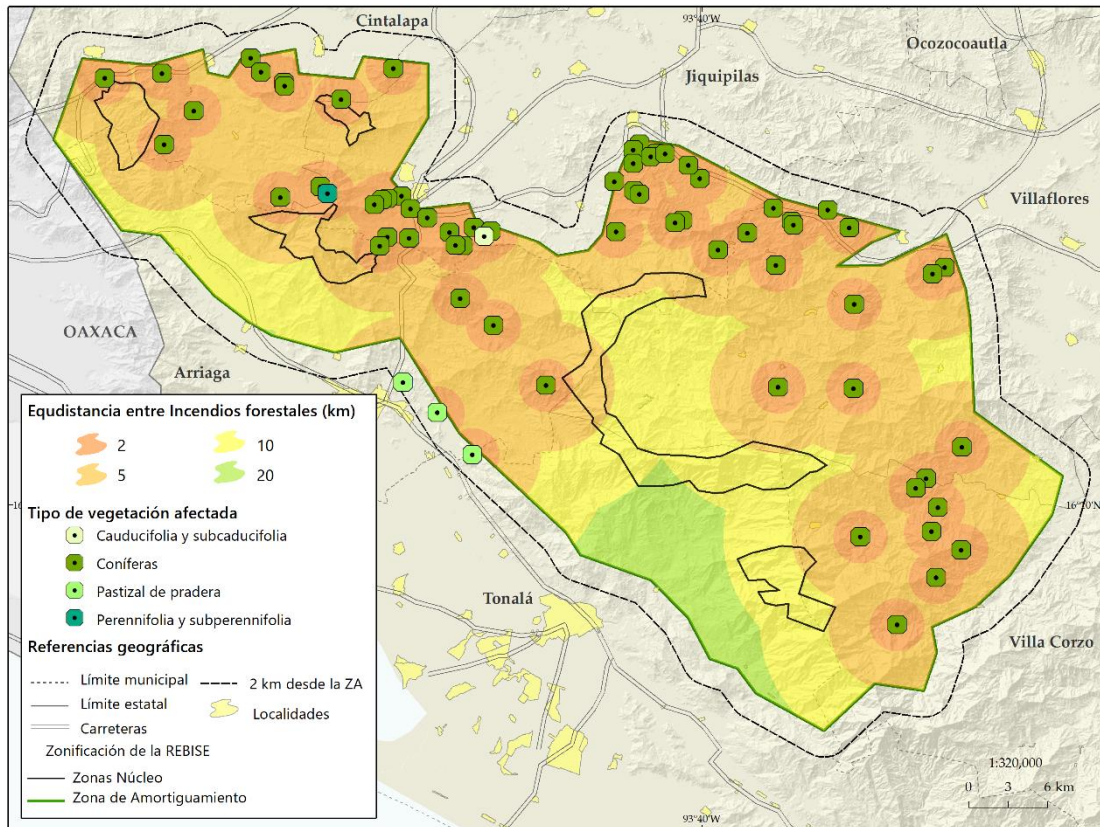 Cintalapa
93°40'W
Ocozocoautla
Jiquipilas
Villaflores
OAXACA
Arriaga
Equdistancia entre Incendios forestales (km)
2
10
5
20
Tipo de vegetación afectada
Cauducifolia y subcaducifolia
Coníferas
Pastizal de pradera
Perennifolia y subperennifolia
Referencias geográficas
Límite municipal
2 km desde la ZA
Límite estatal
Localidades
Carreteras
Zonificación de la REBISE
Zonas Núcleo
Zona de Amortiguamiento
16
Tonalá
Villa Corzo
1:320,000
0 3 6 km
93°40'W